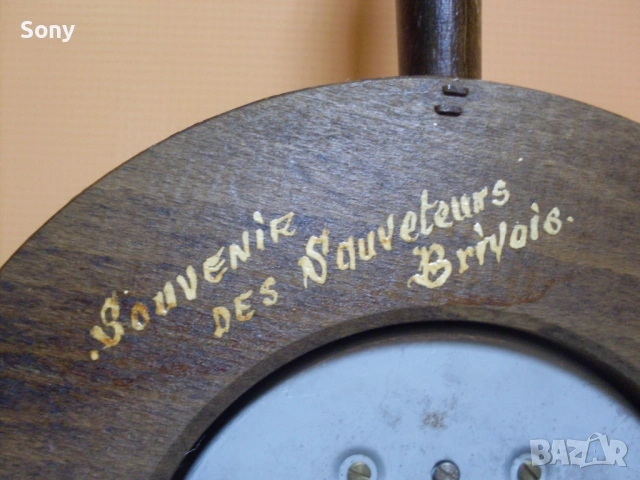 Sony
Souvenir
des Sauveteurs
Brivois.
BAZAR